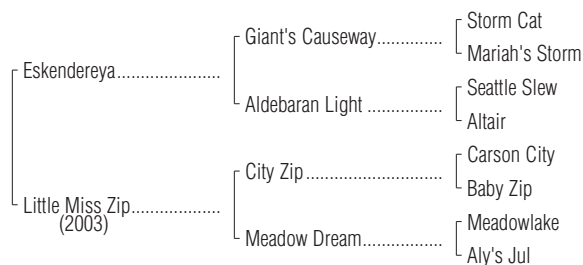 Storm Cat
Giant's Causeway..............
Mariah's Storm
Eskendereya......................
Seattle Slew
Aldebaran Light ................
Altair
Carson City
City Zip.............................
Baby Zip
Little Miss Zip...................
(2003)
Meadowlake
Meadow Dream.................
Aly's Jul